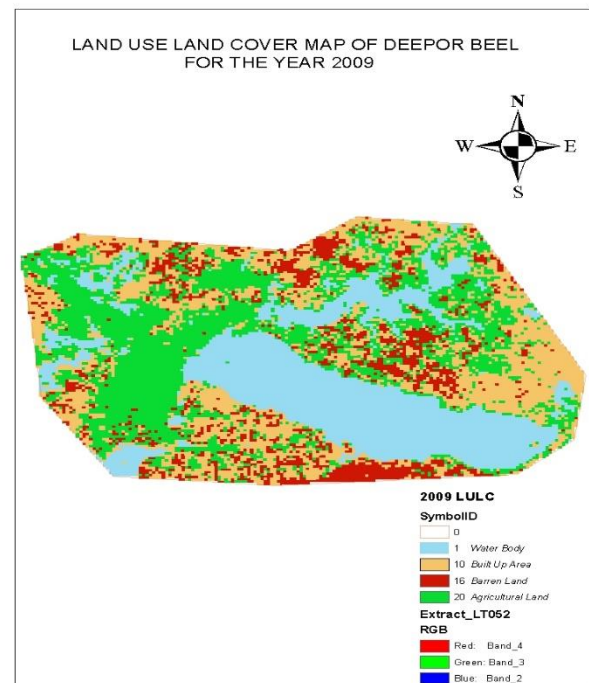 LAND USE LAND COVER MAP OF DEEPOR BEEL
FOR THE YEAR 2009
N
W E
S
2009 LULC
SymbolID
0
1 Water Body
10 Built Up Area
16 Barren Land
20 Agricultural Land
Extract_LT052
RGB
Red: Band_4
Green: Band_3
Blue: Band_2